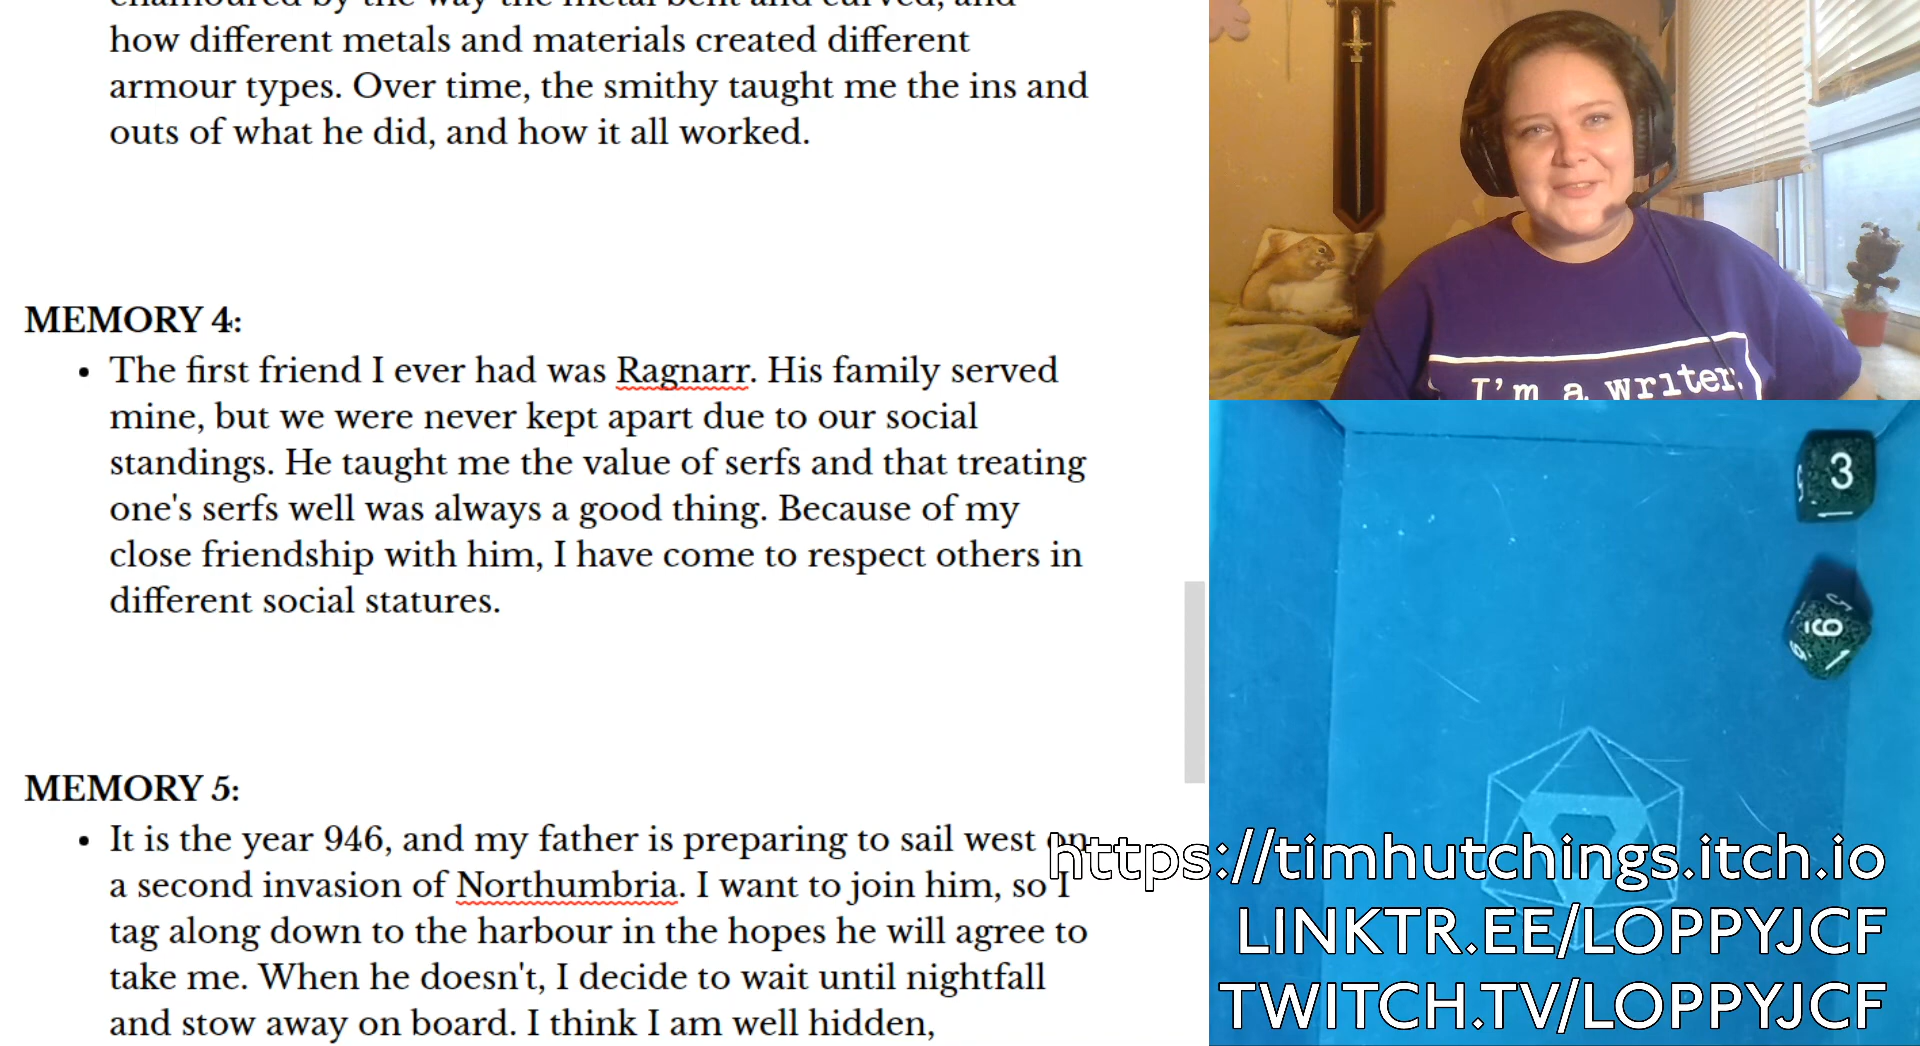 how different metals and materials created different
armour types. Over time, the smithy taught me the ins and
outs of what he did, and how it all worked.
MEMORY 4:
• The first friend I ever had was Ragnarr. His family served
mine, but we were never kept apart due to our social
standings. He taught me the value of serfs and that treating
one's serfs well was always a good thing. Because of my
close friendship with him, I have come to respect others in
different social statures.
MEMORY 5:
• It is the year 946, and my father is preparing to sail west on
a second invasion of Northumbria. I want to join him, so I
tag along down to the harbour in the hopes he will agree to
take me. When he doesn't, I decide to wait until nightfall
and stow away on board. I think I am well hidden,
I'm a writer.
3
6
https://timhutchings.itch.io
LINKTR.EE/LOPPYJCF
TWITCH.TV/LOPPYJCF